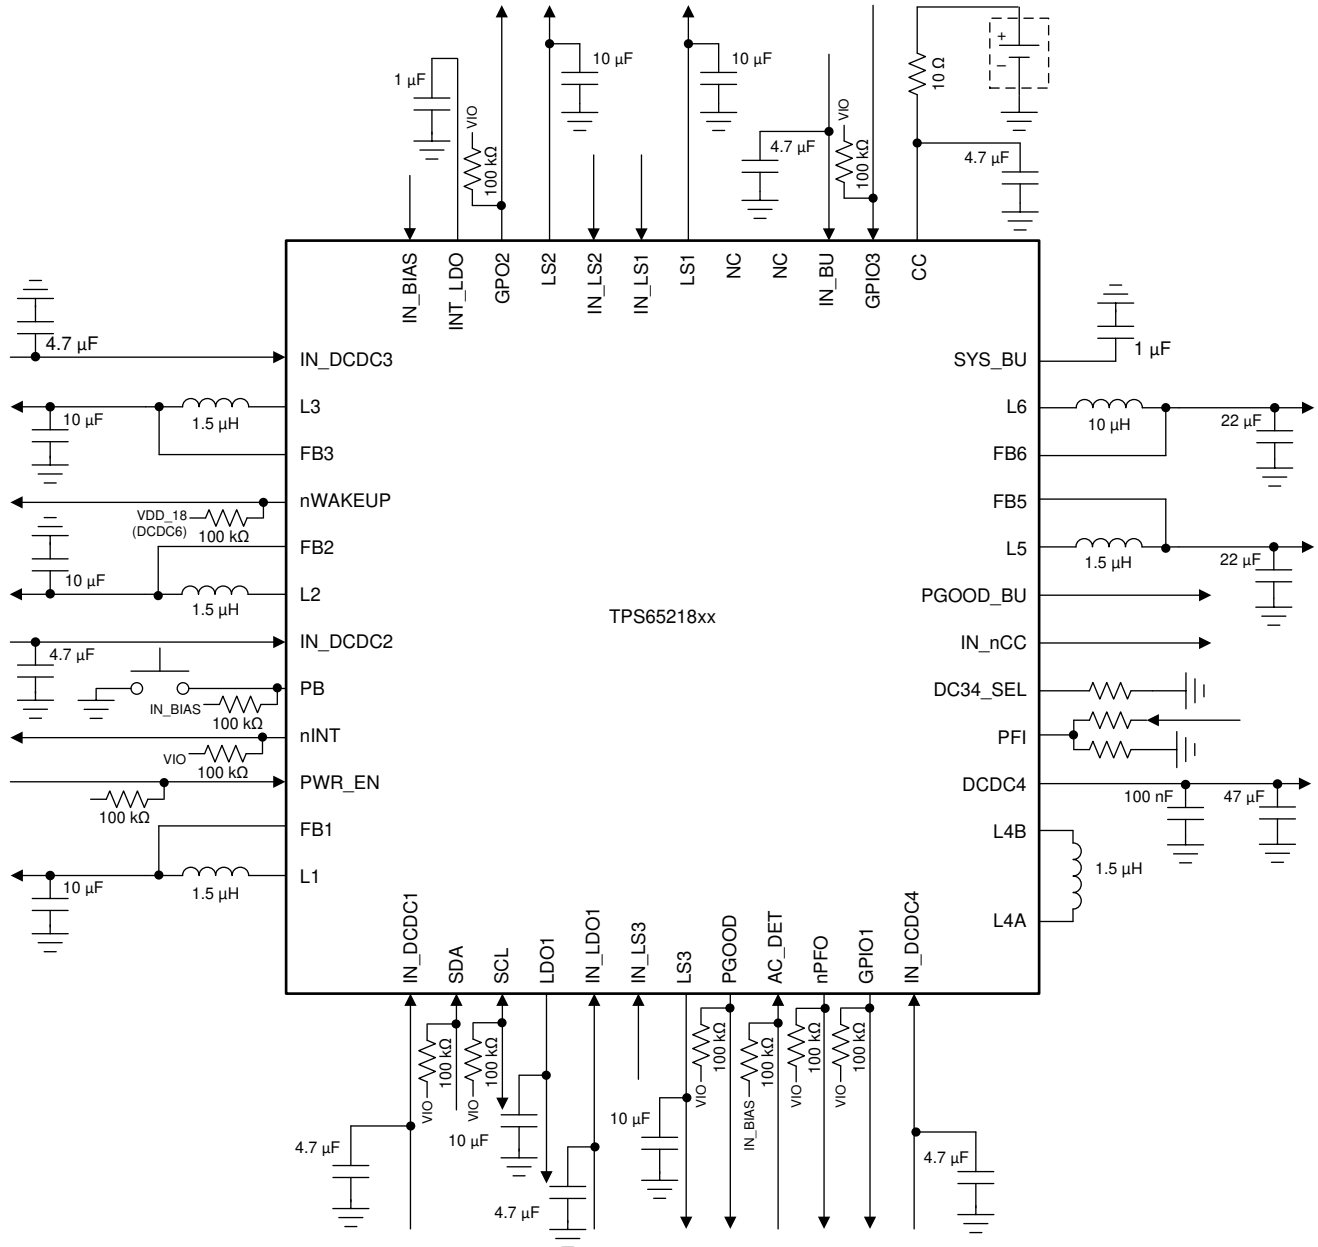 1 µF
VIO
100 kΩ
10 µF
10 µF
4.7 µF
VIO
100 kΩ
10 Ω
+
–
4.7 µF
IN_BIAS
INT_LDO
GPO2
LS2
IN_LS2
IN_LS1
LS1
NC
NC
IN_BU
GPIO3
CC
4.7 µF
IN_DCDC3
L3
10 µF
1.5 µH
FB3
nWAKEUP
VDD_18
(DCDC6)
100 kΩ
FB2
10 µF
L2
1.5 µH
IN_DCDC2
4.7 µF
PB
IN_BIAS
100 kΩ
nINT
VIO
100 kΩ
PWR_EN
100 kΩ
FB1
L1
10 µF
1.5 µH
TPS65218xx
SYS_BU
1 µF
L6
10 µH
22 µF
FB6
FB5
L5
1.5 µH
22 µF
PGOOD_BU
IN_nCC
DC34_SEL
PFI
DCDC4
100 nF
47 µF
L4B
1.5 µH
L4A
IN_DCDC1
SDA
SCL
LDO1
IN_LDO1
IN_LS3
LS3
PGOOD
AC_DET
nPFO
GPIO1
IN_DCDC4
4.7 µF
100 kΩ
VIO
100 kΩ
VIO
10 µF
4.7 µF
10 µF
100 kΩ
VIO
100 kΩ
IN_BIAS
100 kΩ
VIO
100 kΩ
VIO
4.7 µF